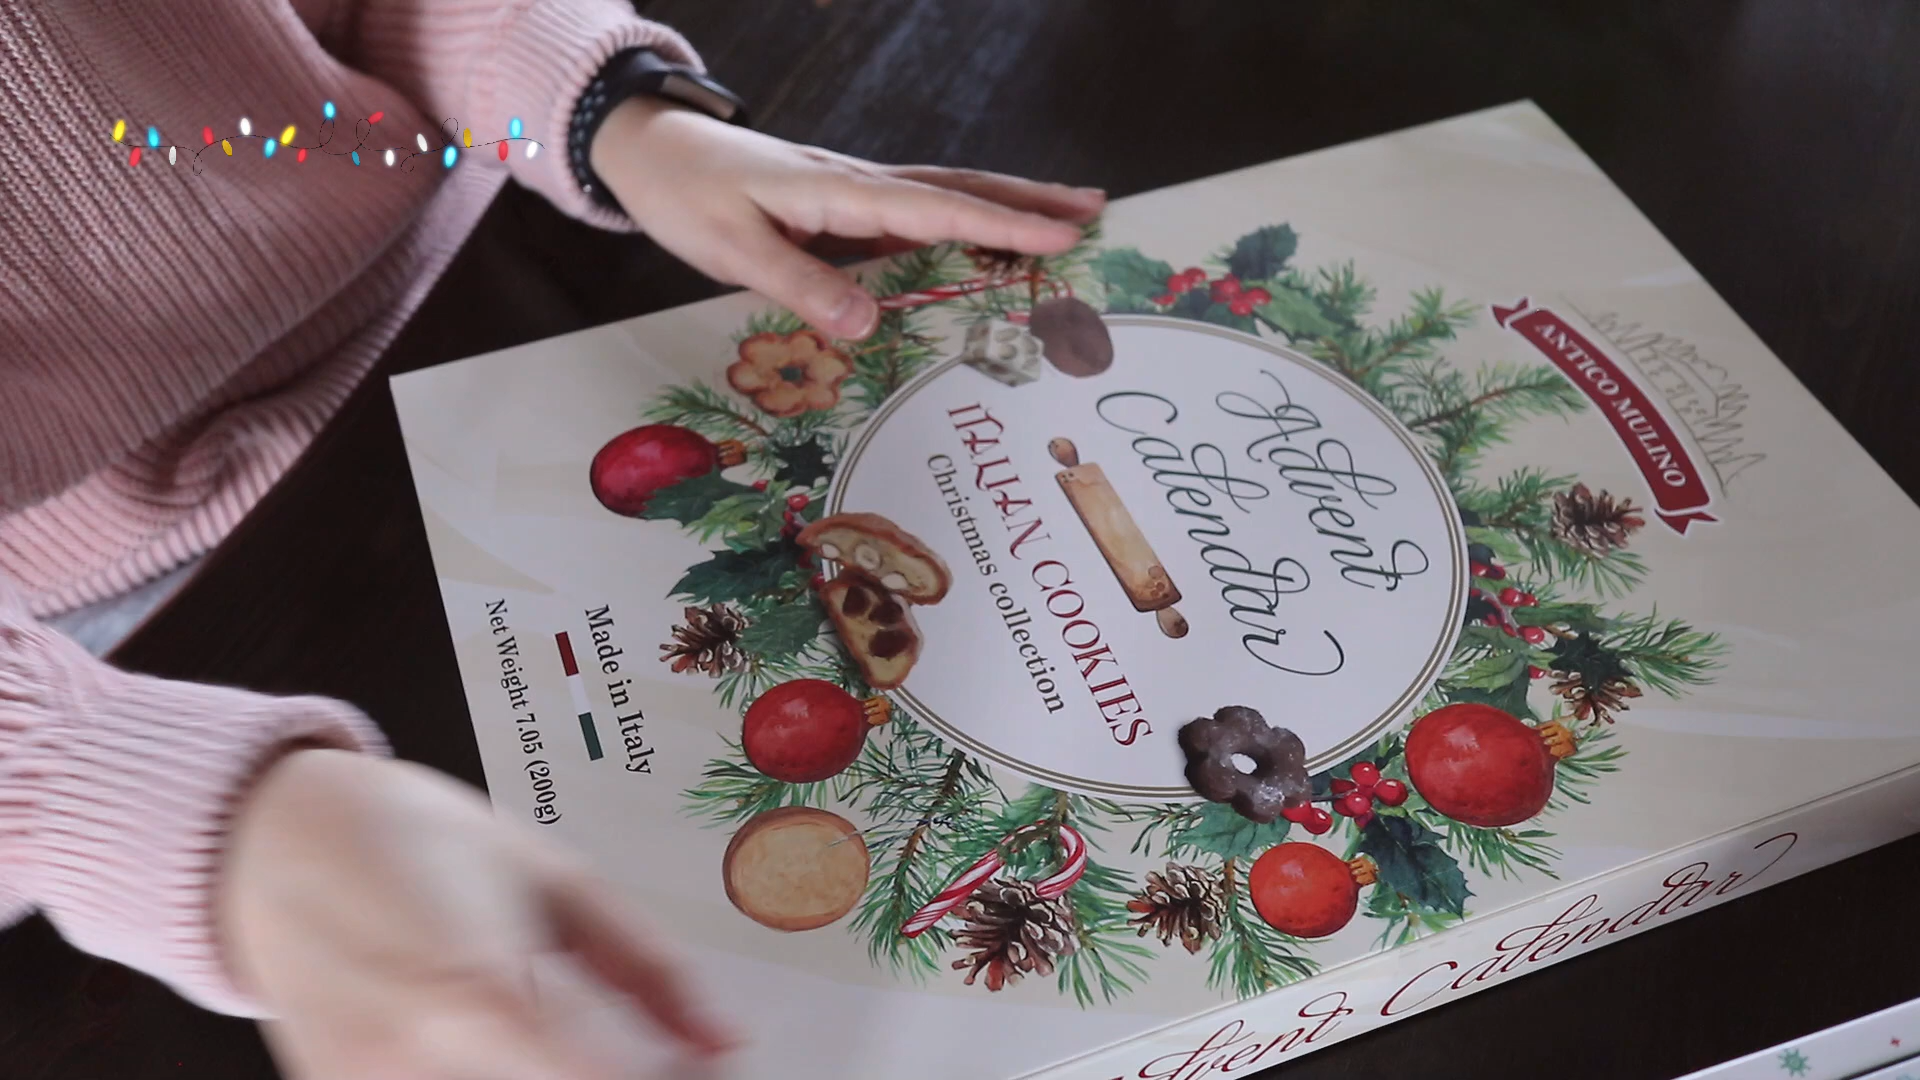 ANTICO MULINO
Advent
Calendar
ITALIAN COOKIES
Christmas collection
Made in Italy
Net Weight 7.05 (200g)
Advent Calendar